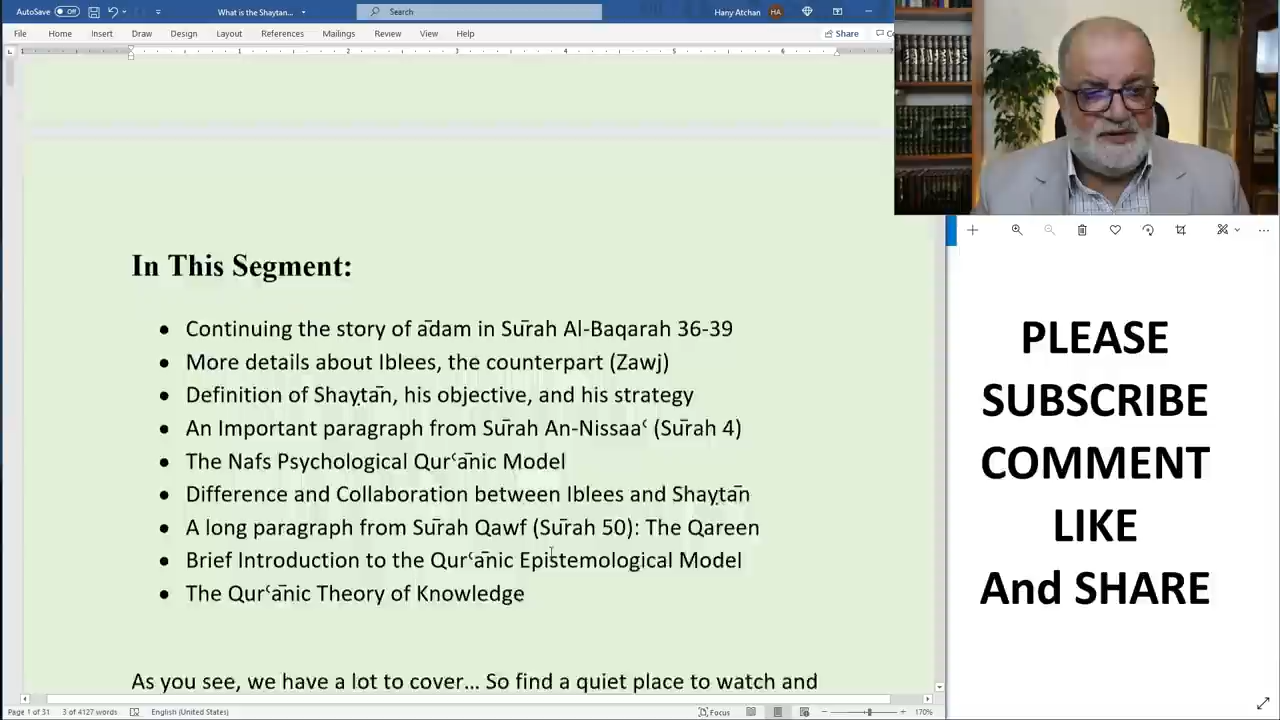 AutoSave Off What is the Shaytan... Search Hany Atchan HA
File Home Insert Draw Design Layout References Mailings Review View Help Share
In This Segment:
• Continuing the story of ādam in Sūrah Al-Baqarah 36-39
• More details about Iblees, the counterpart (Zawj)
• Definition of Shayṭān, his objective, and his strategy
• An Important paragraph from Sūrah An-Nissaaʿ (Sūrah 4)
• The Nafs Psychological Qurʿānic Model
• Difference and Collaboration between Iblees and Shayṭān
• A long paragraph from Sūrah Qawf (Sūrah 50): The Qareen
• Brief Introduction to the Qurʿānic Epistemological Model
• The Qurʿānic Theory of Knowledge
As you see, we have a lot to cover... So find a quiet place to watch and
Page 1 of 31 3 of 4127 words English (United States) Focus 170%
PLEASE
SUBSCRIBE
COMMENT
LIKE
And SHARE